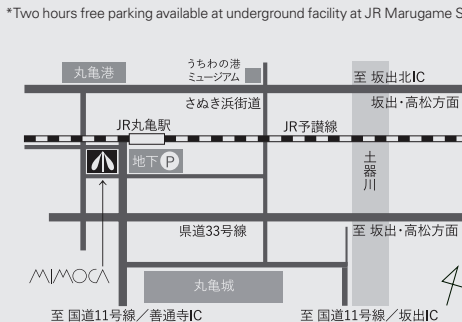 *Two hours free parking available at underground facility at JR Marugame S
丸亀港
うちわの港
ミュージアム
至 坂出北IC
さぬき浜街道
坂出・高松方面
JR丸亀駅
JR予讃線
地下 P
土器川
県道33号線
至 坂出・高松方面
MIMOCA
丸亀城
至 国道11号線／善通寺IC
至 国道11号線／坂出IC